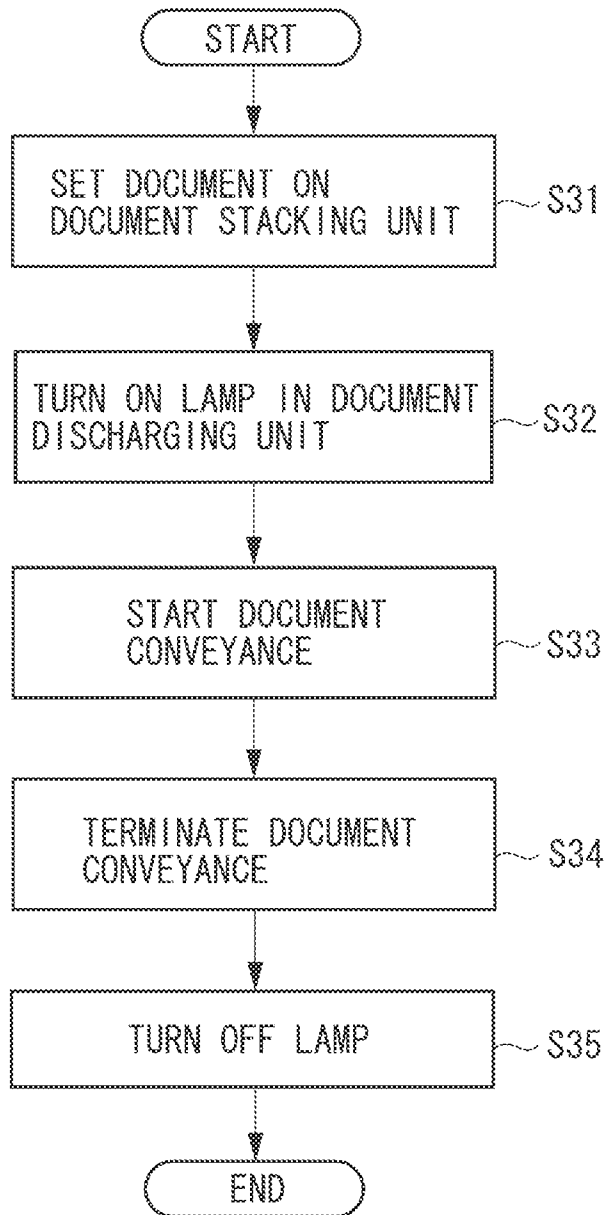 START
SET DOCUMENT ON
DOCUMENT STACKING UNIT
S31
TURN ON LAMP IN DOCUMENT
DISCHARGING UNIT
S32
START DOCUMENT
CONVEYANCE
S33
TERMINATE DOCUMENT
CONVEYANCE
S34
TURN OFF LAMP
S35
END